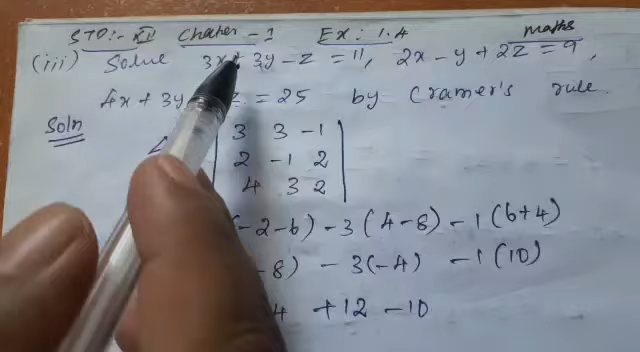 STD:- XII Chater - 1 Ex: 1.4 maths
(iii) Solve 3x + 3y - z = 11, 2x - y + 2z = 9,
4x + 3y z = 25 by Cramer's rule.
Soln
3 3 -1
2 -1 2
4 3 2
(-2-6) - 3(4-8) - 1(6+4)
-8) - 3(-4) - 1(10)
4 + 12 - 10